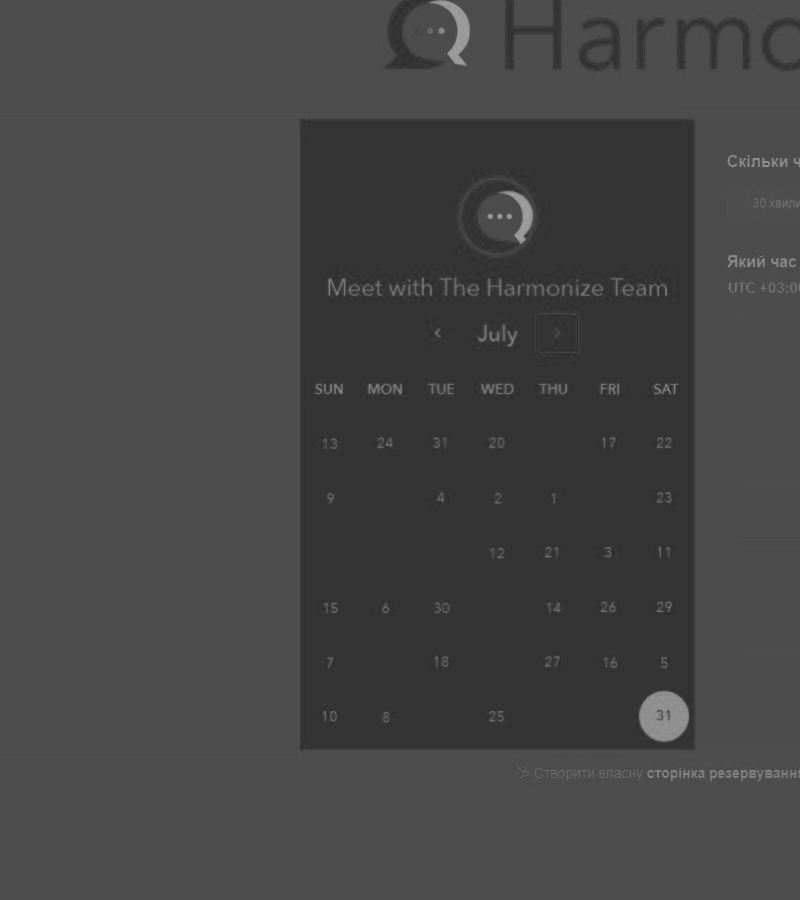 Harmo
Meet with The Harmonize Team
July
SUN MON TUE WED THU FRI SAT
13 24 31 20 17 22
9 4 2 1 23
12 21 3 11
15 6 30 14 26 29
7 18 27 16 5
10 8 25 31
Скільки ч
30 хвили
Який час
UTC +03:00
Створити власну сторінка резервування